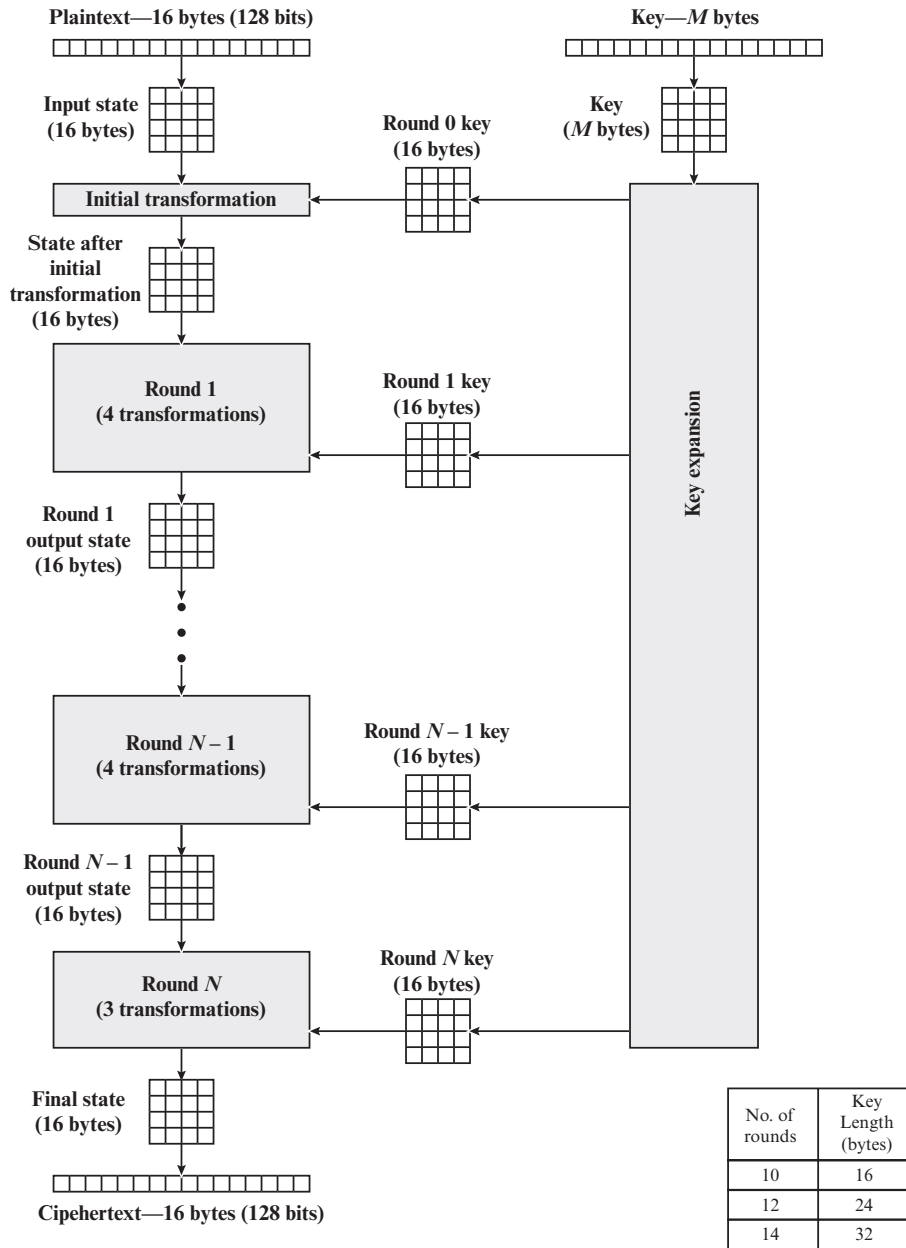 Plaintext—16 bytes (128 bits)
Key—M bytes
Input state
(16 bytes)
Key
(M bytes)
Round 0 key
(16 bytes)
Initial transformation
State after
initial
transformation
(16 bytes)
Round 1
(4 transformations)
Round 1 key
(16 bytes)
Key expansion
Round 1
output state
(16 bytes)
Round N – 1
(4 transformations)
Round N – 1 key
(16 bytes)
Round N – 1
output state
(16 bytes)
Round N
(3 transformations)
Round N key
(16 bytes)
Final state
(16 bytes)
Cipehertext—16 bytes (128 bits)
No. of
rounds
Key
Length
(bytes)
10 16
12 24
14 32